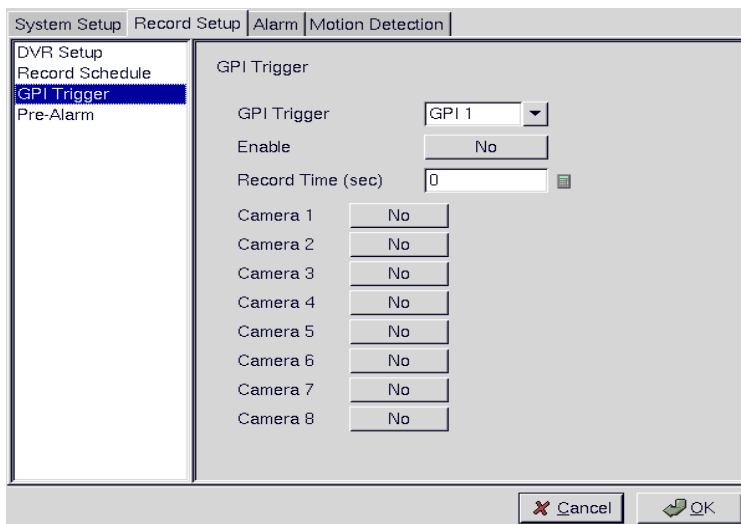 System Setup Record Setup Alarm Motion Detection
DVR Setup
Record Schedule
GPI Trigger
Pre-Alarm
GPI Trigger
GPI Trigger GPI 1
Enable No
Record Time (sec) 0
Camera 1 No
Camera 2 No
Camera 3 No
Camera 4 No
Camera 5 No
Camera 6 No
Camera 7 No
Camera 8 No
Cancel OK